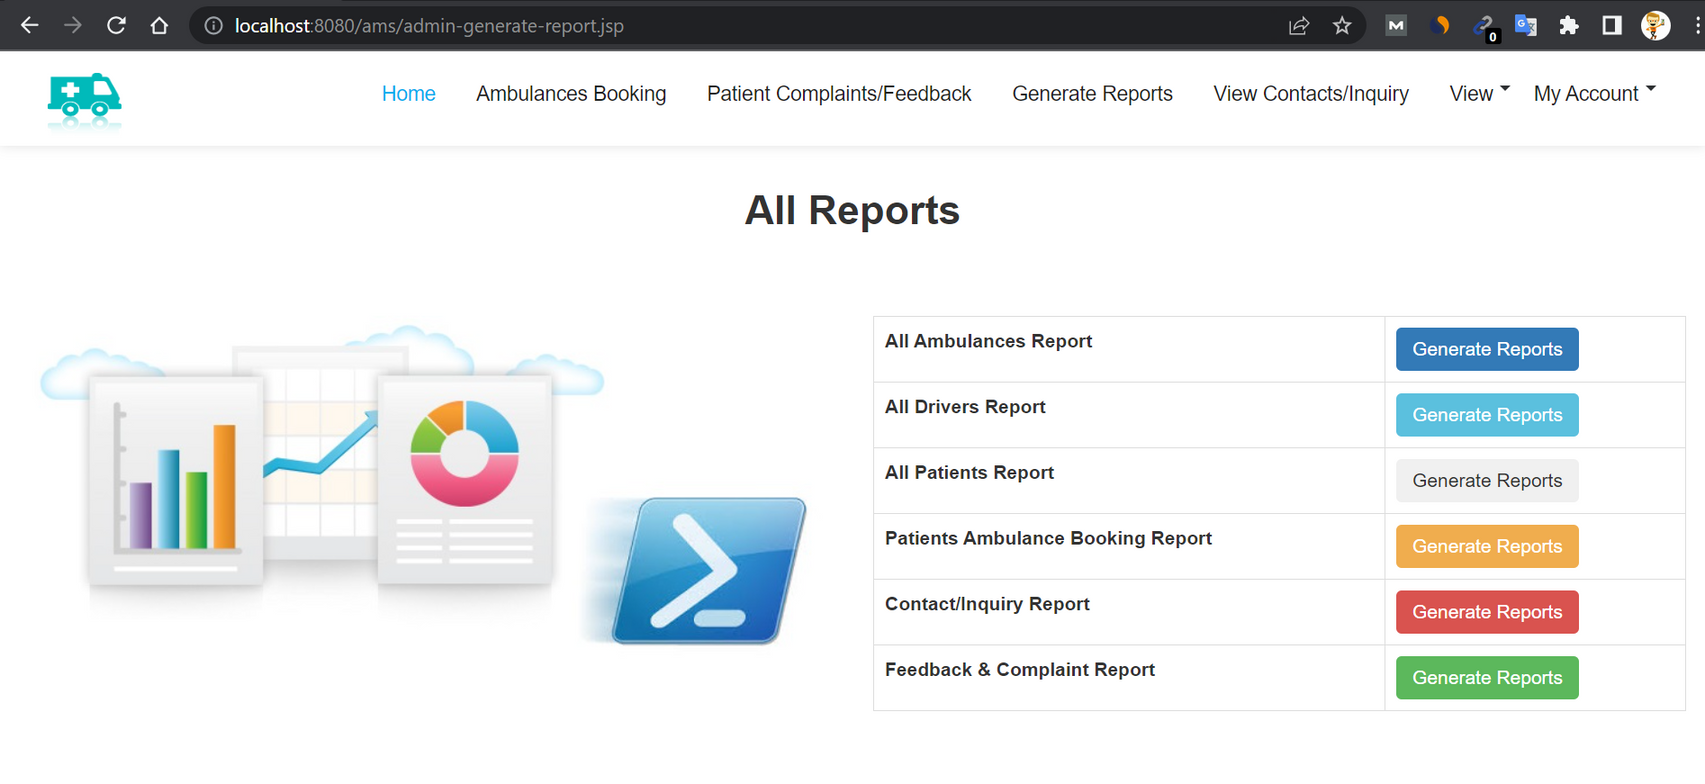 localhost:8080/ams/admin-generate-report.jsp
0
Home Ambulances Booking Patient Complaints/Feedback Generate Reports View Contacts/Inquiry View My Account
All Reports
All Ambulances Report Generate Reports
All Drivers Report Generate Reports
All Patients Report Generate Reports
Patients Ambulance Booking Report Generate Reports
Contact/Inquiry Report Generate Reports
Feedback & Complaint Report Generate Reports